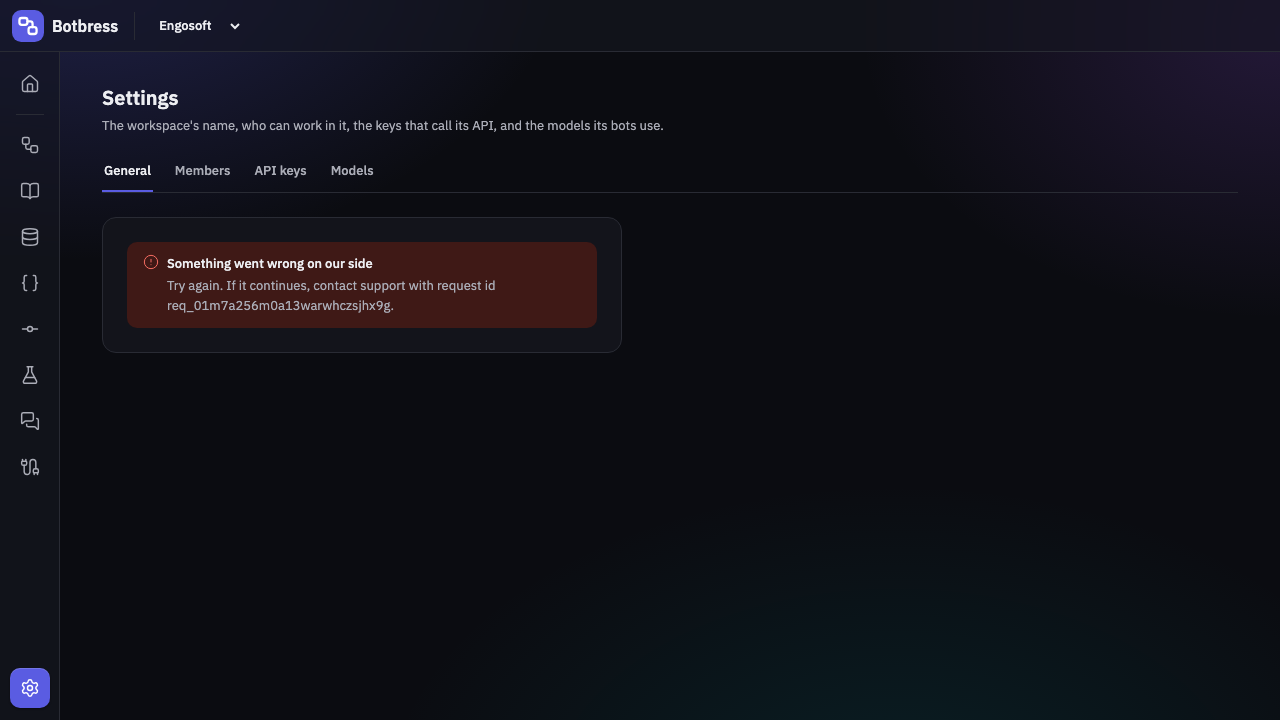 Botbress
Engosoft
Settings
The workspace's name, who can work in it, the keys that call its API, and the models its bots use.
General Members API keys Models
Something went wrong on our side
Try again. If it continues, contact support with request id
req_01m7a256m0a13warwhczsjhx9g.